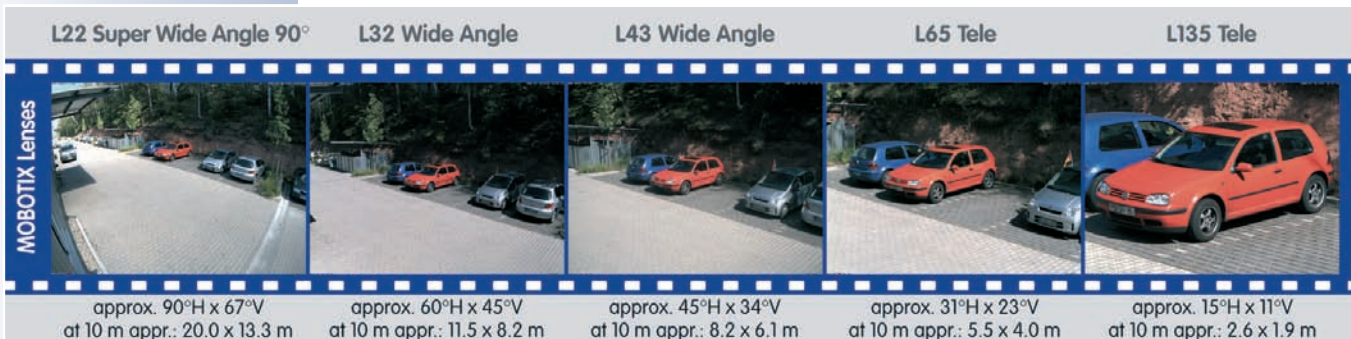 L22 Super Wide Angle 90° L32 Wide Angle L43 Wide Angle L65 Tele L135 Tele
MOBOTIX Lenses
approx. 90°H x 67°V approx. 60°H x 45°V approx. 45°H x 34°V approx. 31°H x 23°V approx. 15°H x 11°V
at 10 m appr.: 20.0 x 13.3 m at 10 m appr.: 11.5 x 8.2 m at 10 m appr.: 8.2 x 6.1 m at 10 m appr.: 5.5 x 4.0 m at 10 m appr.: 2.6 x 1.9 m